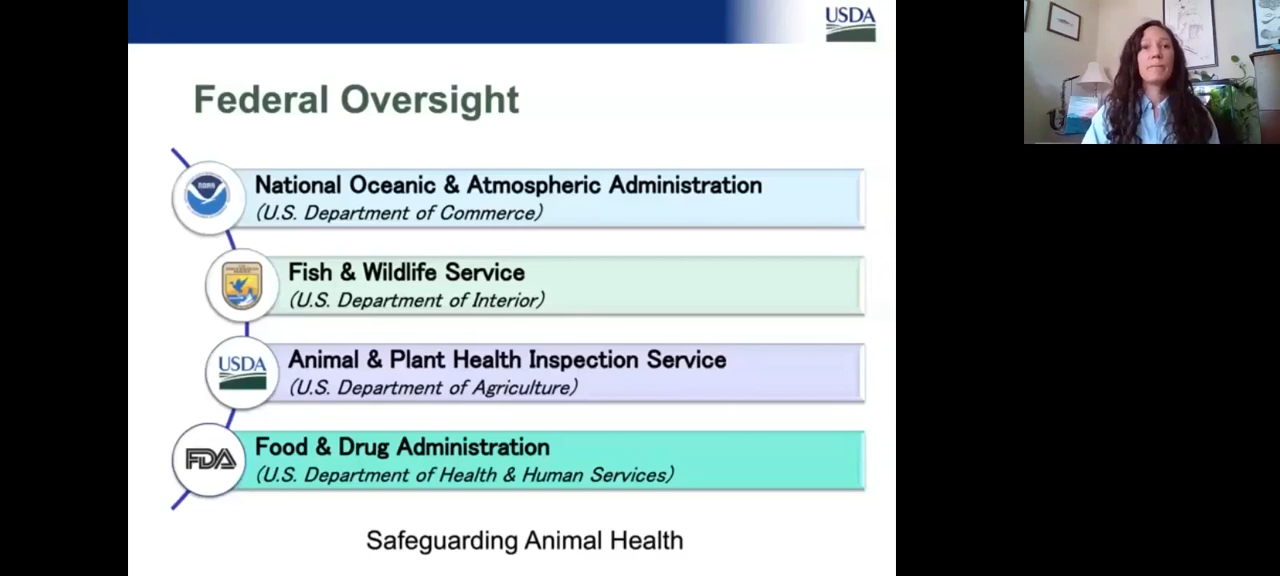 USDA
Federal Oversight
NOAA
National Oceanic & Atmospheric Administration
(U.S. Department of Commerce)
Fish & Wildlife Service
(U.S. Department of Interior)
USDA
Animal & Plant Health Inspection Service
(U.S. Department of Agriculture)
FDA
Food & Drug Administration
(U.S. Department of Health & Human Services)
Safeguarding Animal Health